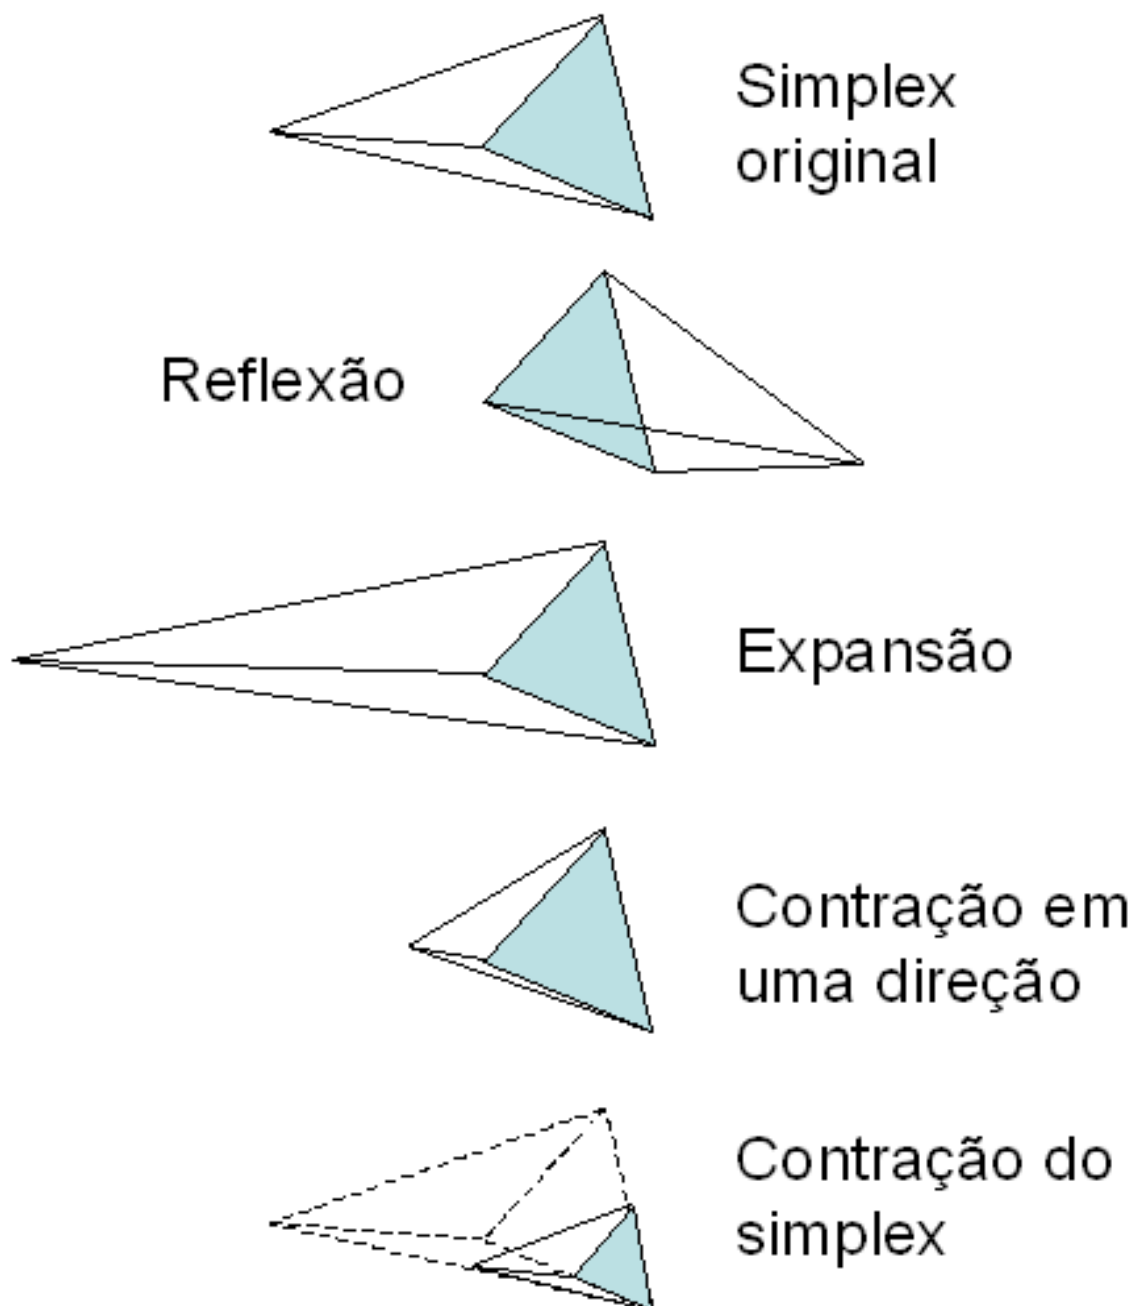 Simplex
original
Reflexão
Expansão
Contração em
uma direção
Contração do
simplex